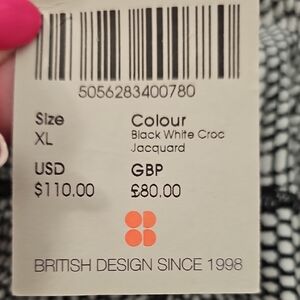 5056283400780
Size
XL
Colour
Black White Croc
Jacquard
USD
$110.00
GBP
£80.00
BRITISH DESIGN SINCE 1998